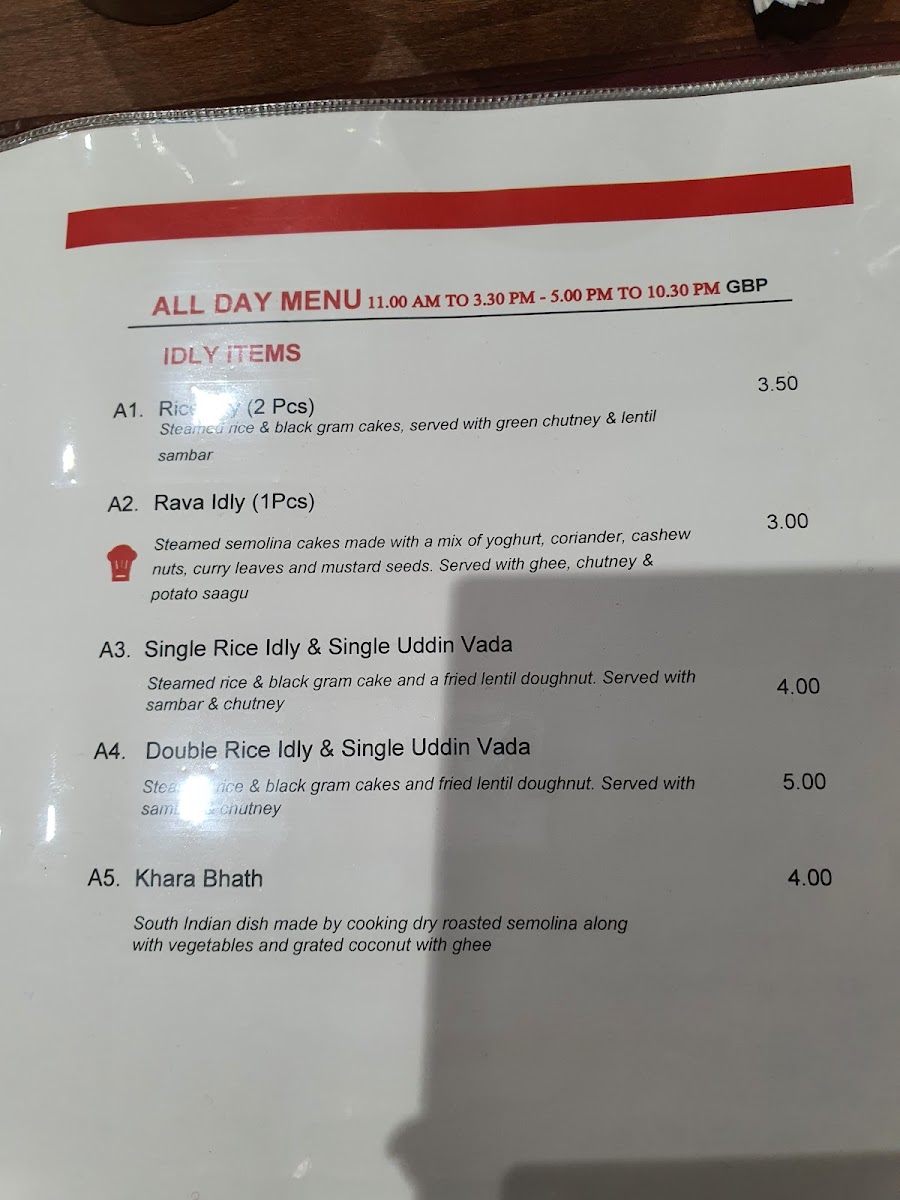 ALL DAY MENU 11.00 AM TO 3.30 PM - 5.00 PM TO 10.30 PM GBP
IDLY ITEMS
A1. Rice Idly (2 Pcs) 3.50
Steamed rice & black gram cakes, served with green chutney & lentil
sambar
A2. Rava Idly (1Pcs) 3.00
Steamed semolina cakes made with a mix of yoghurt, coriander, cashew
nuts, curry leaves and mustard seeds. Served with ghee, chutney &
potato saagu
A3. Single Rice Idly & Single Uddin Vada 4.00
Steamed rice & black gram cake and a fried lentil doughnut. Served with
sambar & chutney
A4. Double Rice Idly & Single Uddin Vada 5.00
Steamed rice & black gram cakes and fried lentil doughnut. Served with
sambar & chutney
A5. Khara Bhath 4.00
South Indian dish made by cooking dry roasted semolina along
with vegetables and grated coconut with ghee